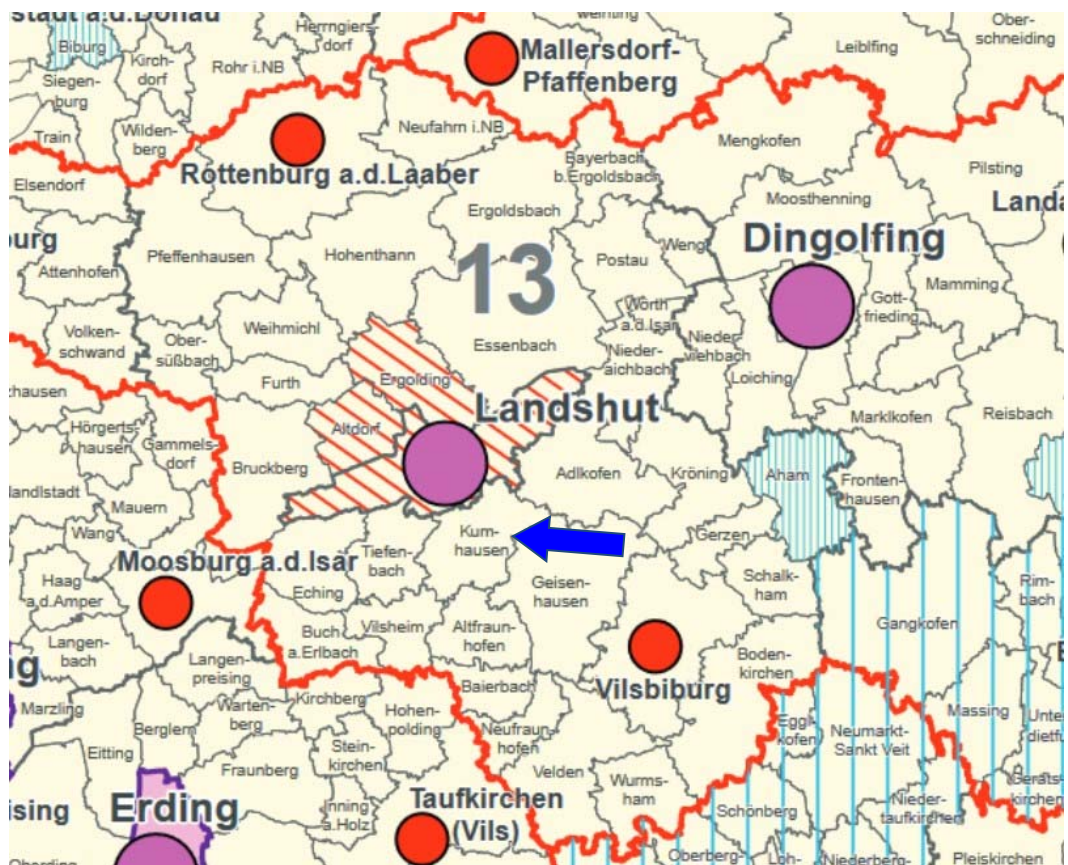 stadt a.d.Donau
Herrngiers-
dorf
Ober-
schneiding
Biburg
Kirch-
dorf
Rohr i.NB
Mallersdorf-
Pfaffenberg
Leiblfing
Siegen-
burg
Train
Wilden-
berg
Neufahrn i.NB
Mengkofen
Rottenburg a.d.Laaber
Bayerbach
b.Ergoldsbach
Pilsting
Elsendorf
Moosthenning
Landa
Ergoldsbach
burg
Pfeffenhausen
Hohenthann
13
Postau
Weng
Dingolfing
Attenhofen
Mamming
Gott-
frieding
Wörth
a.d.Isar
Volken-
schwand
Ober-
süßbach
Weihmichl
Essenbach
Nieder-
viehbach
Nieder-
aichbach
Loiching
Ergolding
Furth
Landshut
Marklkofen
Reisbach
Hörgerts-
hausen
Gammels-
dorf
Altdorf
Bruckberg
Adlkofen
Kröning
Aham
Fronten-
hausen
Mauern
Wang
Kum-
hausen
Gerzen
Moosburg a.d.Isar
Tiefen-
bach
Haag
a.d.Amper
Eching
Geisen-
hausen
Schalk-
ham
Rim-
bach
Gangkofen
Buch
a.Erlbach
Vilsheim
Altfraun-
hofen
Langen-
bach
Langen-
preising
Boden-
kirchen
Vilsbiburg
Baierbach
Marzling
Kirchberg
Warten-
berg
Hohen-
polding
Massing
Berglern
Neufraun-
hofen
Eggl-
kofen
Neumarkt-
Sankt Veit
Unter
dietfu
Eitting
Stein-
kirchen
Fraunberg
Velden
Wurms-
ham
Gerats-
kirchen
Erding
Inning
a.Holz
Taufkirchen
(Vils)
Schönberg
Nieder-
taufkirchen
ising
Oberberg-
Loh-
Niederberg-
Pleiskirchen